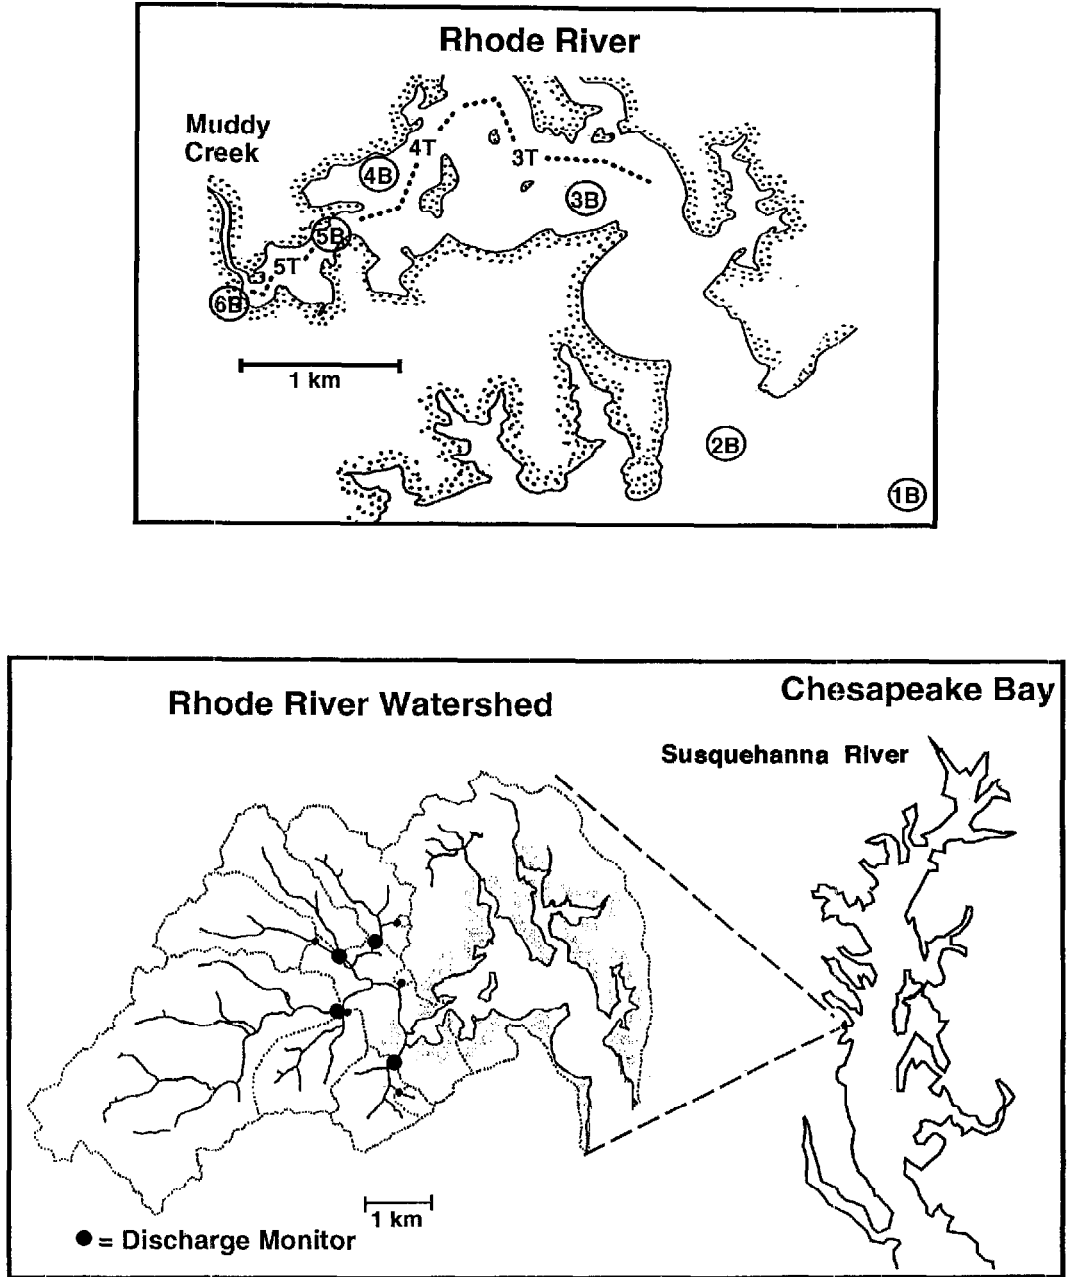 Rhode River
Muddy
Creek
4T
3T
4B
3B
5B
5T
6B
1 km
2B
1B
Rhode River Watershed
Chesapeake Bay
Susquehanna River
1 km
= Discharge Monitor